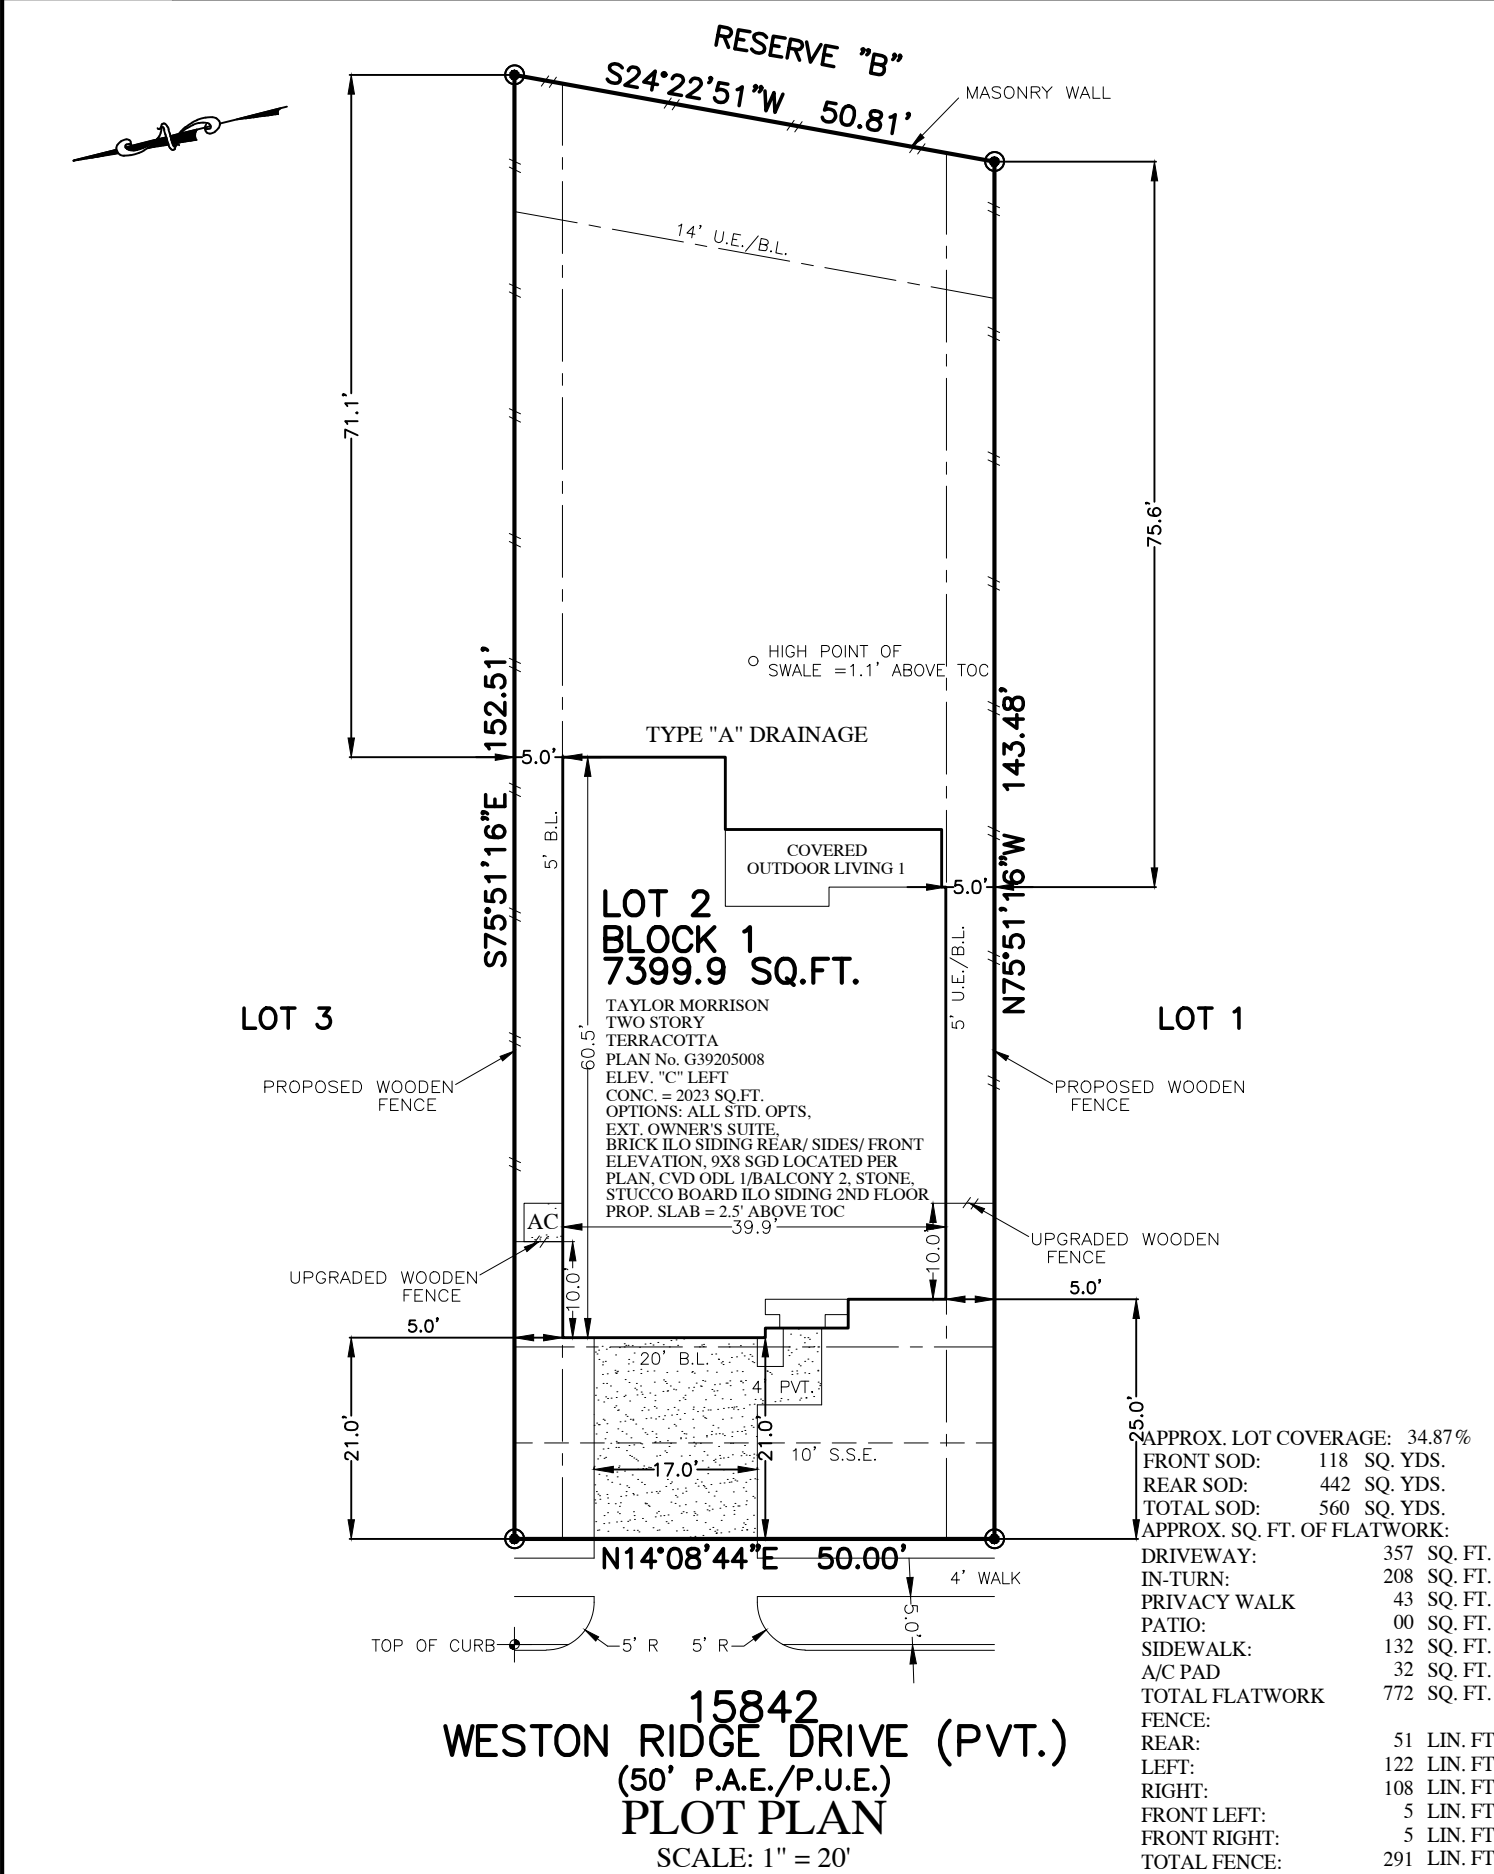 RESERVE "B"
S24°22'51"W 50.81'
MASONRY WALL
14' U.E./B.L.
71.1'
75.6'
HIGH POINT OF
SWALE =1.1' ABOVE TOC
S75°51'16"E 152.51'
N75°51'16"W 143.48'
TYPE "A" DRAINAGE
5.0'
5' B.L.
COVERED
OUTDOOR LIVING 1
5.0'
5' U.E./B.L.
LOT 2
BLOCK 1
7399.9 SQ.FT.
TAYLOR MORRISON
TWO STORY
TERRACOTTA
PLAN No. G39205008
ELEV. "C" LEFT
CONC. = 2023 SQ.FT.
OPTIONS: ALL STD. OPTS,
EXT. OWNER'S SUITE,
BRICK ILO SIDING REAR/ SIDES/ FRONT
ELEVATION, 9X8 SGD LOCATED PER
PLAN, CVD ODL 1/BALCONY 2, STONE,
STUCCO BOARD ILO SIDING 2ND FLOOR
PROP. SLAB = 2.5' ABOVE TOC
60.5'
39.9'
LOT 3
LOT 1
PROPOSED WOODEN
FENCE
PROPOSED WOODEN
FENCE
AC
UPGRADED WOODEN
FENCE
UPGRADED WOODEN
FENCE
10.0'
10.0'
5.0'
5.0'
20' B.L.
4' PVT.
21.0'
21.0'
25.0'
17.0'
10' S.S.E.
N14°08'44"E 50.00'
4' WALK
5.0'
TOP OF CURB
5' R
5' R
15842
WESTON RIDGE DRIVE (PVT.)
(50' P.A.E./P.U.E.)
PLOT PLAN
SCALE: 1" = 20'
APPROX. LOT COVERAGE: 34.87%
FRONT SOD: 118 SQ. YDS.
REAR SOD: 442 SQ. YDS.
TOTAL SOD: 560 SQ. YDS.
APPROX. SQ. FT. OF FLATWORK:
DRIVEWAY: 357 SQ. FT.
IN-TURN: 208 SQ. FT.
PRIVACY WALK 43 SQ. FT.
PATIO: 00 SQ. FT.
SIDEWALK: 132 SQ. FT.
A/C PAD 32 SQ. FT.
TOTAL FLATWORK 772 SQ. FT.
FENCE:
REAR: 51 LIN. FT
LEFT: 122 LIN. FT
RIGHT: 108 LIN. FT
FRONT LEFT: 5 LIN. FT
FRONT RIGHT: 5 LIN. FT
TOTAL FENCE: 291 LIN. FT